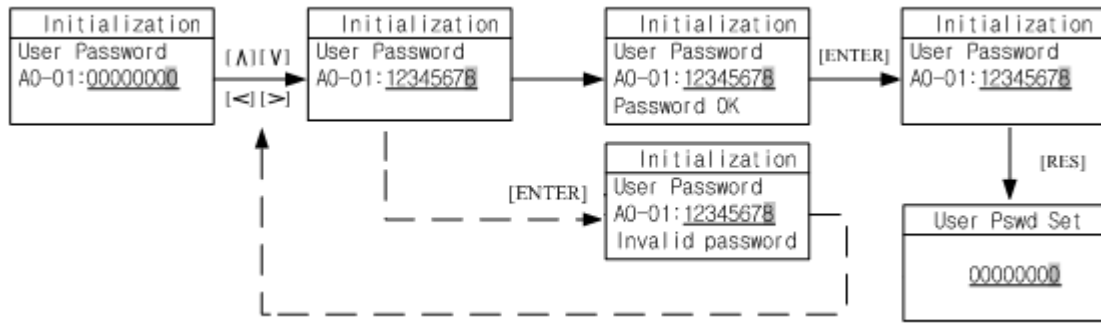 Initialization
User Password
A0-01:00000000
[∧][∨]
[<][>]
Initialization
User Password
A0-01:12345678
Initialization
User Password
A0-01:12345678
Password OK
[ENTER]
Initialization
User Password
A0-01:12345678
[ENTER]
Initialization
User Password
A0-01:12345678
Invalid password
[RES]
User Pswd Set
00000000